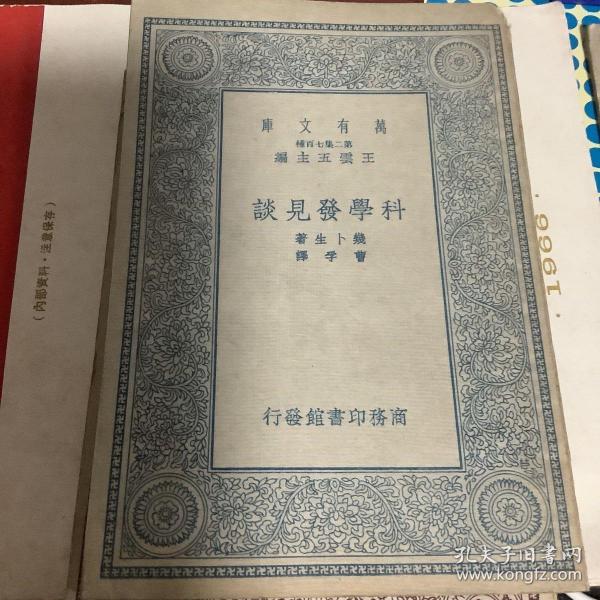 萬有文庫
第二集七百種
王雲五主編
科學發見談
幾卜生著
曹孚譯
商務印書館發行
（內部資料·注意保存）
·1966·
孔夫子旧书网
www.kongfz.com